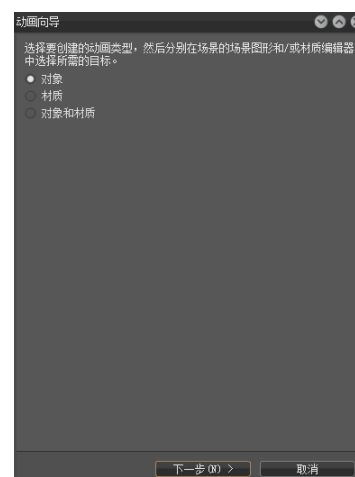 动画向导
选择要创建的动画类型，然后分别在场景的场景图形和/或材质编辑器
中选择所需的目标。
对象
材质
对象和材质
下一步(N) >
取消